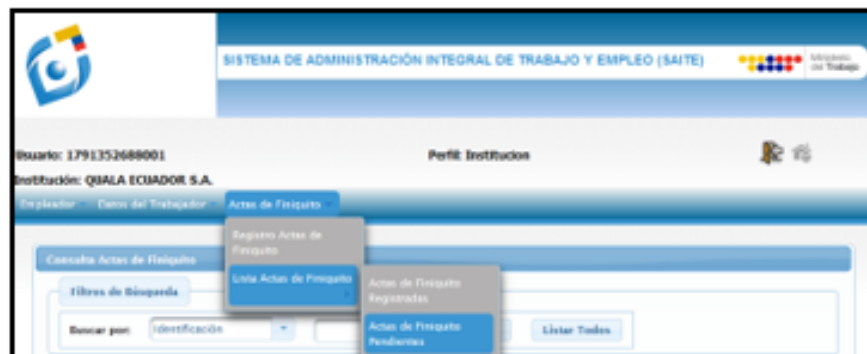 SISTEMA DE ADMINISTRACIÓN INTEGRAL DE TRABAJO Y EMPLEO (SAITE)
Ministerio
del Trabajo
Usuario: 1791352688001
Perfil: Institucion
Institución: QUALA ECUADOR S.A.
Empleador
Datos del Trabajador
Actas de Finiquito
Registro Actas de
Finiquito
Consulta Actas de Finiquito
Lista Actas de Finiquito
Actas de Finiquito
Registradas
Filtros de Búsqueda
Buscar por:
Identificación
Actas de Finiquito
Pendientes
Listar Todos